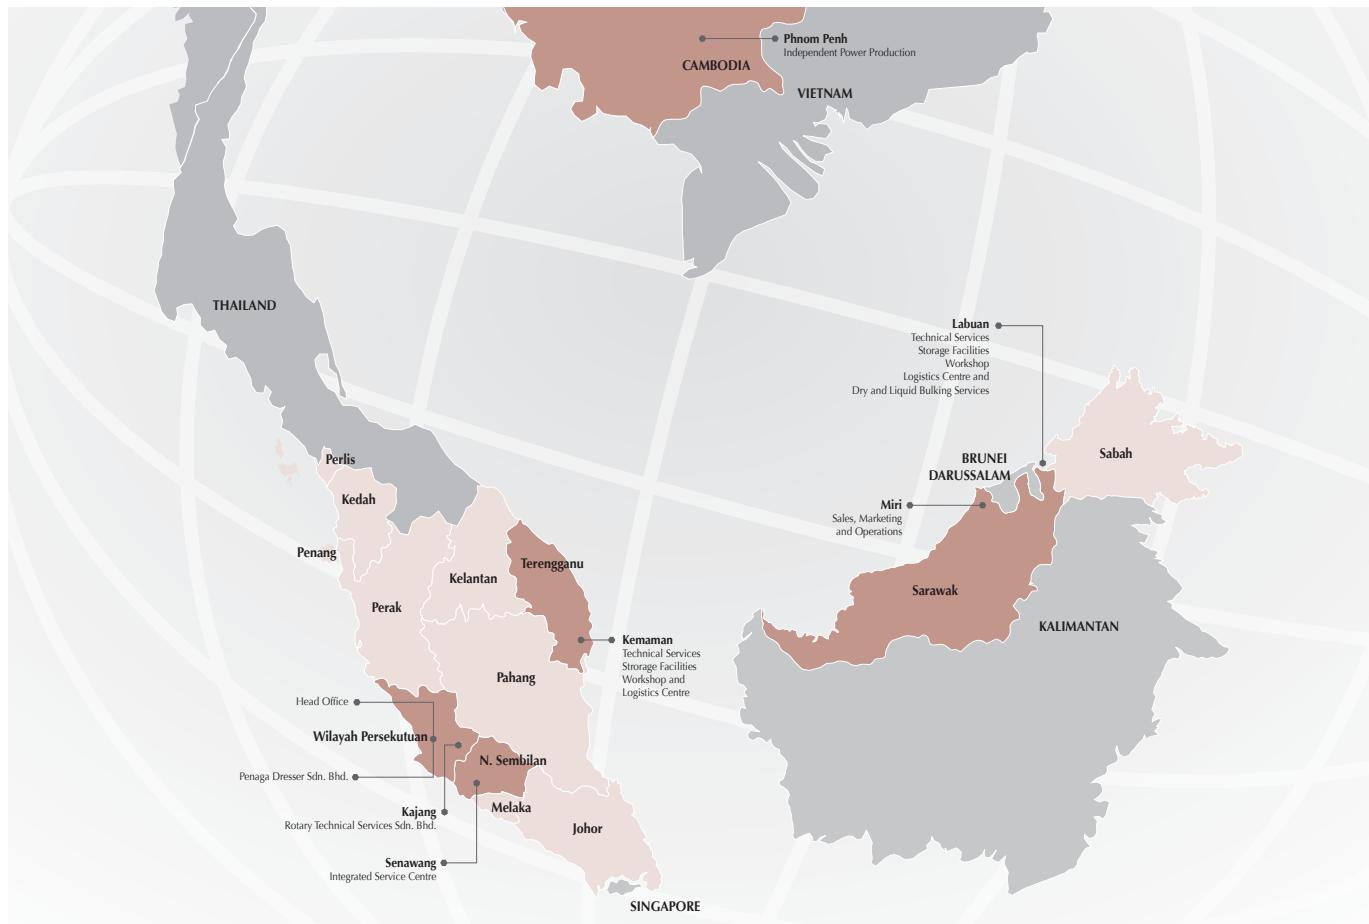 Phnom Penh
Independent Power Production
CAMBODIA
VIETNAM
THAILAND
Labuan
Technical Services
Storage Facilities
Workshop
Logistics Centre and
Dry and Liquid Bulking Services
Sabah
BRUNEI
DARUSSALAM
Miri
Sales, Marketing
and Operations
Perlis
Kedah
Penang
Terengganu
Kelantan
Perak
Sarawak
KALIMANTAN
Kemaman
Technical Services
Strorage Facilities
Workshop and
Logistics Centre
Pahang
Head Office
Wilayah Persekutuan
N. Sembilan
Penaga Dresser Sdn. Bhd.
Kajang
Rotary Technical Services Sdn. Bhd.
Melaka
Johor
Senawang
Integrated Service Centre
SINGAPORE